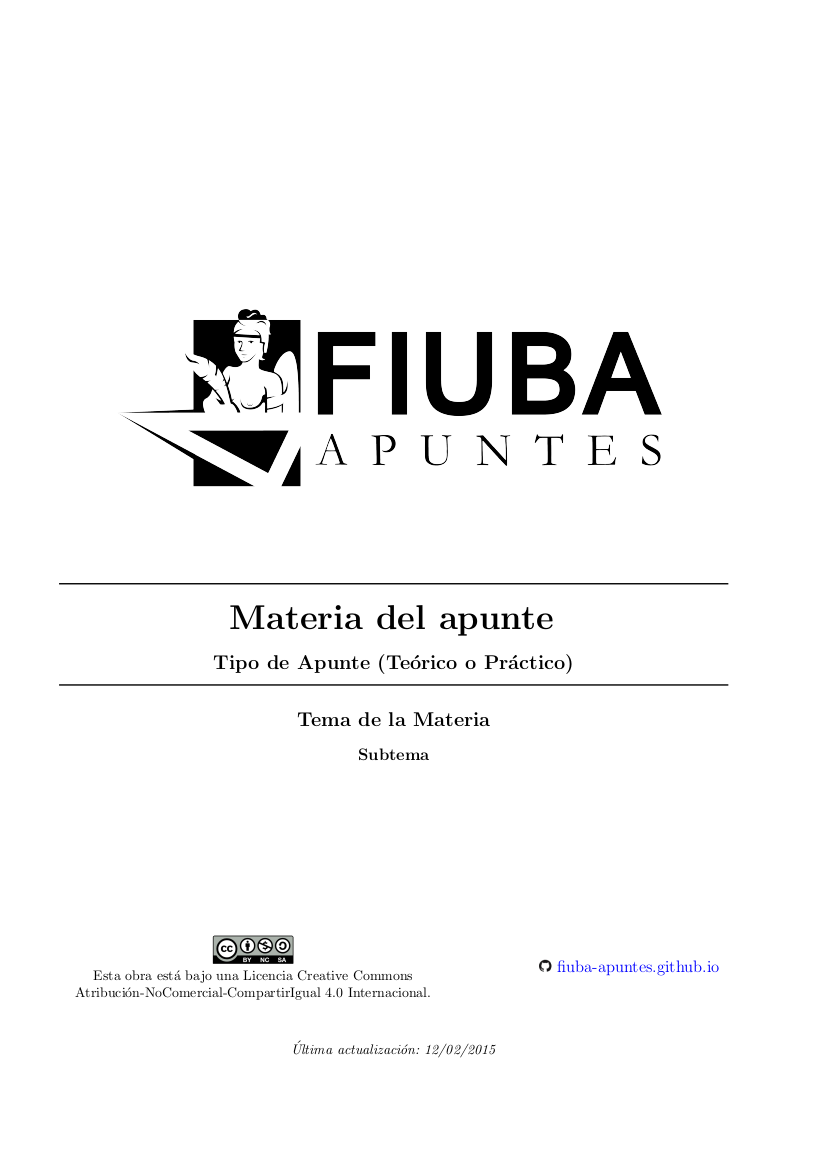 FIUBA
APUNTES
Materia del apunte
Tipo de Apunte (Teórico o Práctico)
Tema de la Materia
Subtema
cc
BY NC SA
Esta obra está bajo una Licencia Creative Commons
Atribución-NoComercial-CompartirIgual 4.0 Internacional.
fiuba-apuntes.github.io
Última actualización: 12/02/2015